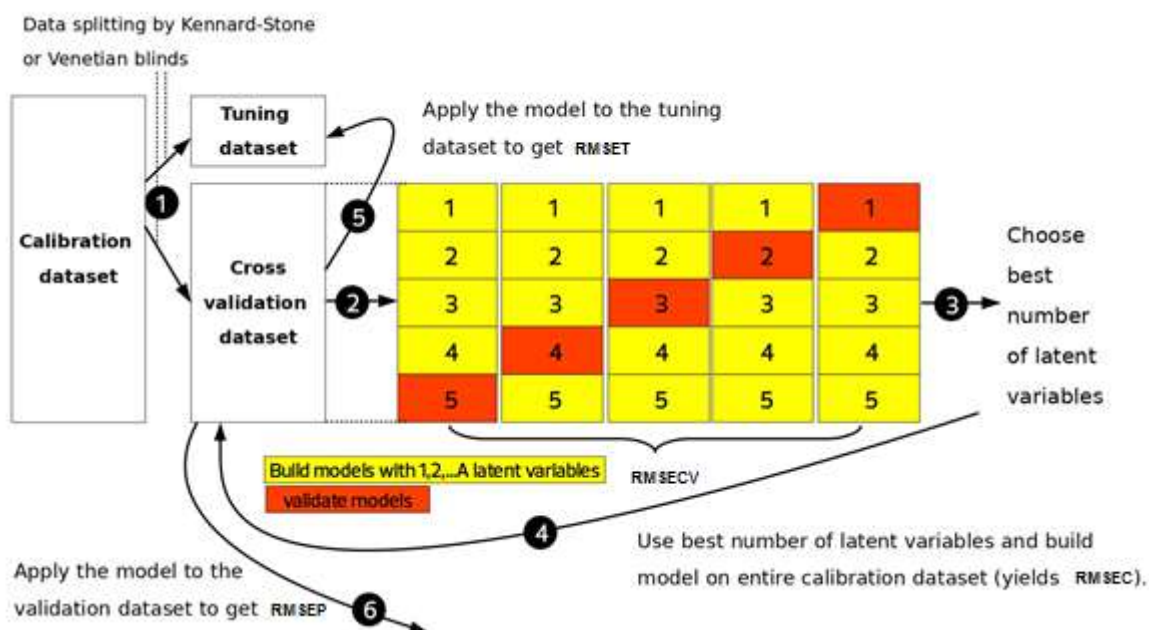 Data splitting by Kennard-Stone
or Venetian blinds
Tuning
dataset
Apply the model to the tuning
dataset to get RMSET
1
5
Calibration
dataset
Cross
validation
dataset
2
1 1 1 1 1
2 2 2 2 2
3 3 3 3 3
4 4 4 4 4
5 5 5 5 5
3
Choose
best
number
of latent
variables
Build models with 1,2,...A latent variables
validate models
RMSECV
4
Use best number of latent variables and build
model on entire calibration dataset (yields RMSEC).
Apply the model to the
validation dataset to get RMSEP
6